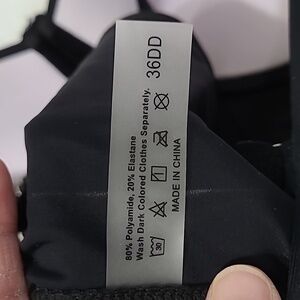 36DD
80% Polyamide, 20% Elastane
Wash Dark Colored Clothes Separately.
30
MADE IN CHINA